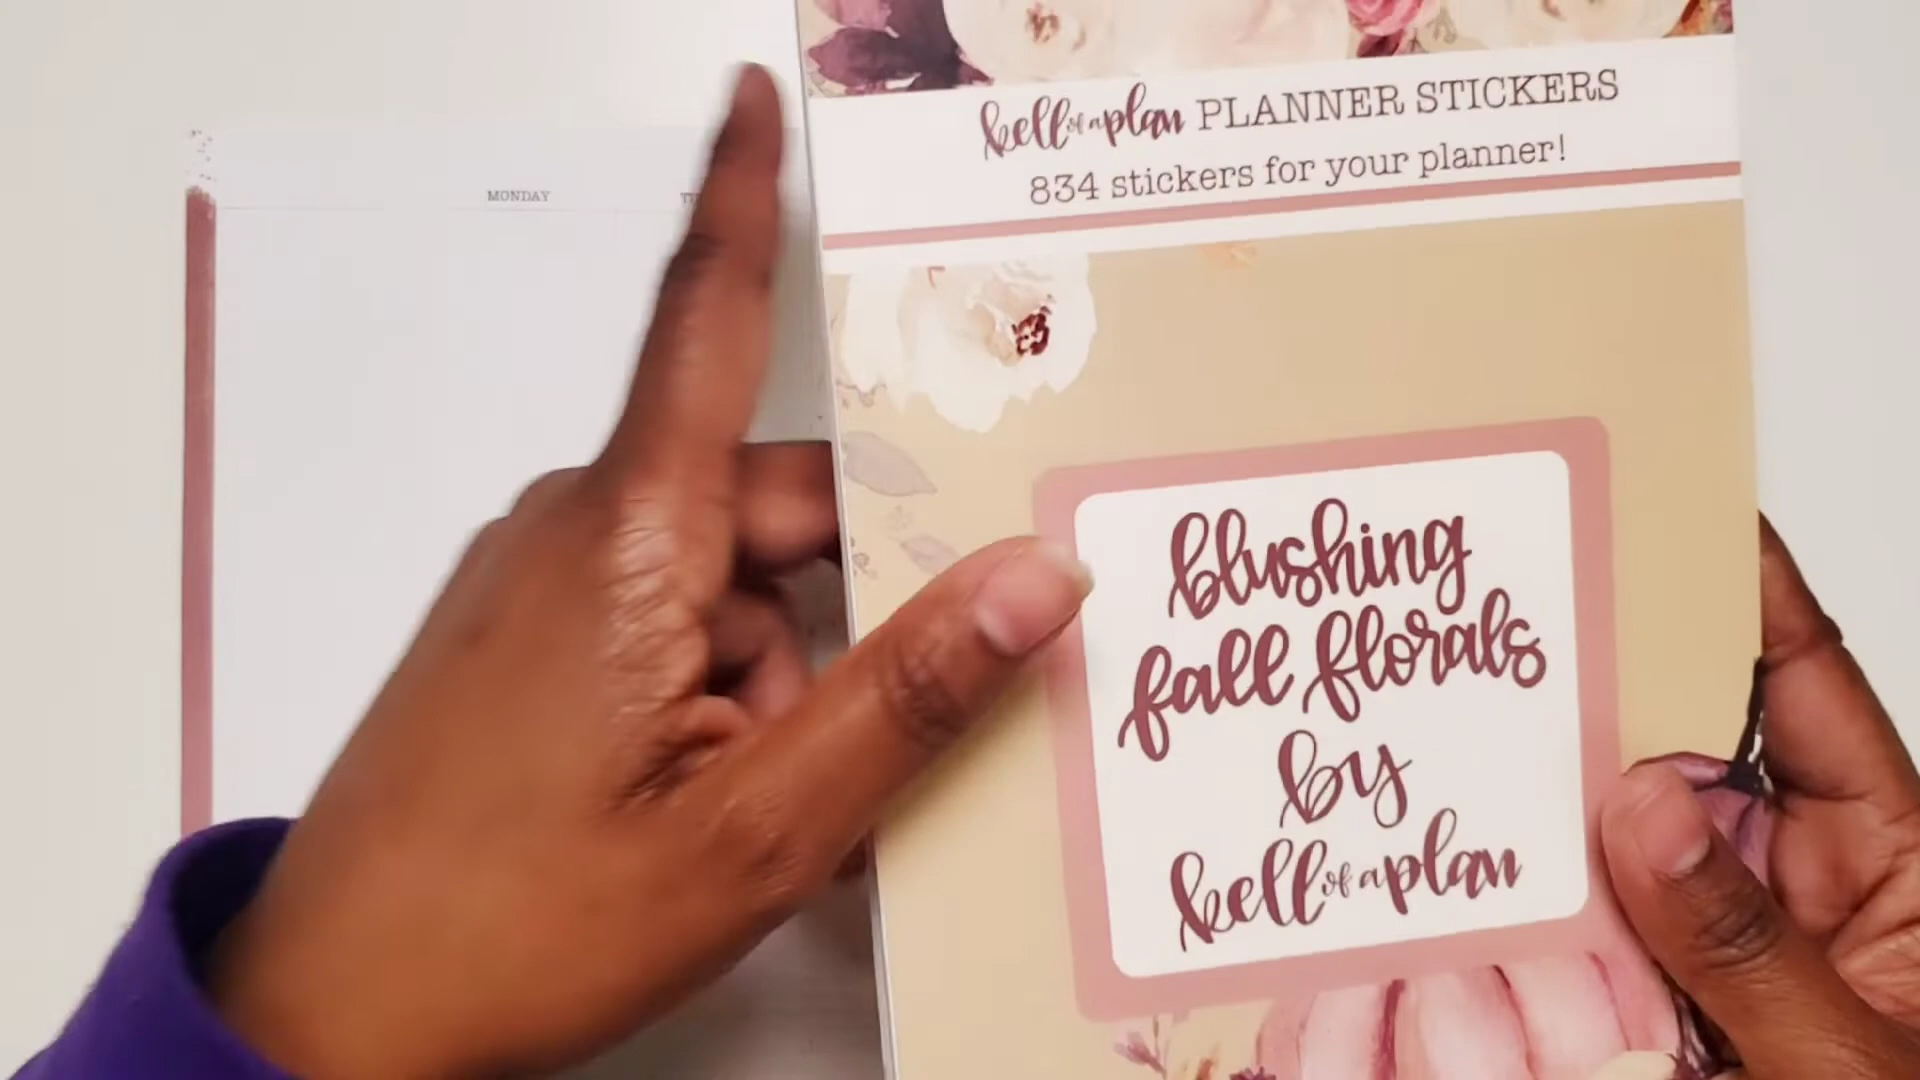 kell of a plan PLANNER STICKERS
834 stickers for your planner!
MONDAY
blushing
fall florals
by
kell of a plan